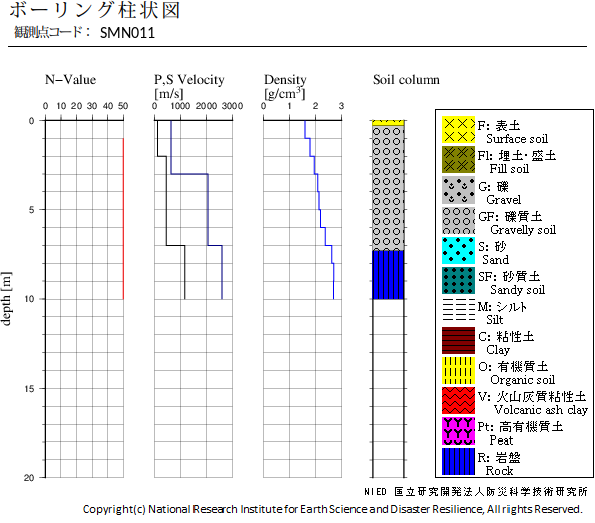 ボーリング柱状図
観測点コード： SMN011
N−Value
P,S Velocity
[m/s]
Density
[g/cm³]
Soil column
0 10 20 30 40 50
0 1000 2000 3000
0 1 2 3
0
5
10
15
20
depth [m]
F: 表土
Surface soil
Fl: 埋土・盛土
Fill soil
G: 礫
Gravel
GF: 礫質土
Gravelly soil
S: 砂
Sand
SF: 砂質土
Sandy soil
M: シルト
Silt
C: 粘性土
Clay
O: 有機質土
Organic soil
V: 火山灰質粘性土
Volcanic ash clay
Pt: 高有機質土
Peat
R: 岩盤
Rock
NIED 国立研究開発法人防災科学技術研究所
Copyright(c) National Research Institute for Earth Science and Disaster Resilience, All rights Reserved.